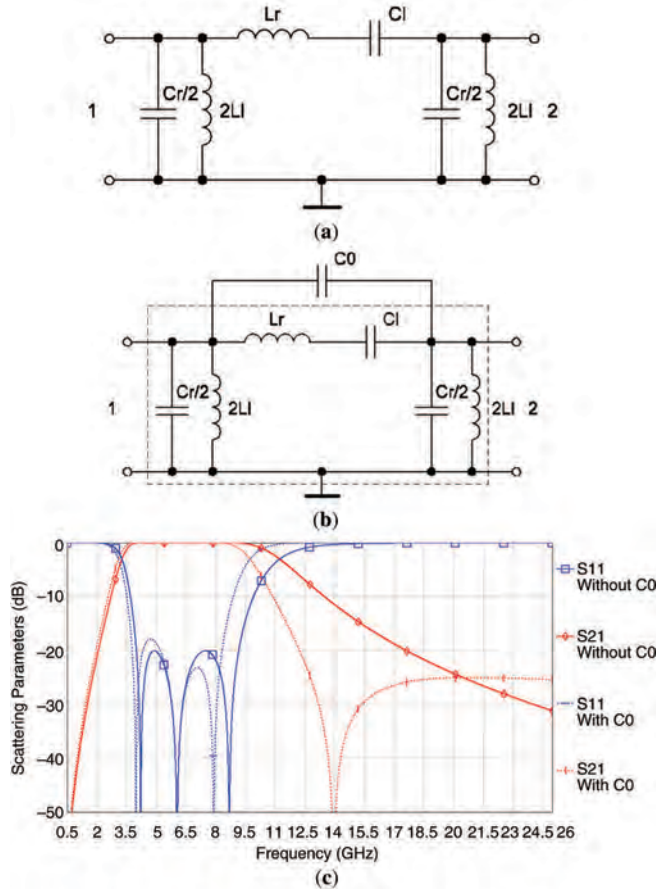 Lr Cl
Cr/2 Cr/2
1 2Ll 2Ll 2
(a)
C0
Lr Cl
Cr/2 Cr/2
1 2Ll 2Ll 2
(b)
Scattering Parameters (dB)
0
−10
−20
−30
−40
−50
0.5 2 3.5 5 6.5 8 9.5 11 12.5 14 15.5 17 18.5 20 21.5 23 24.5 26
Frequency (GHz)
S11
Without C0
S21
Without C0
S11
With C0
S21
With C0
(c)